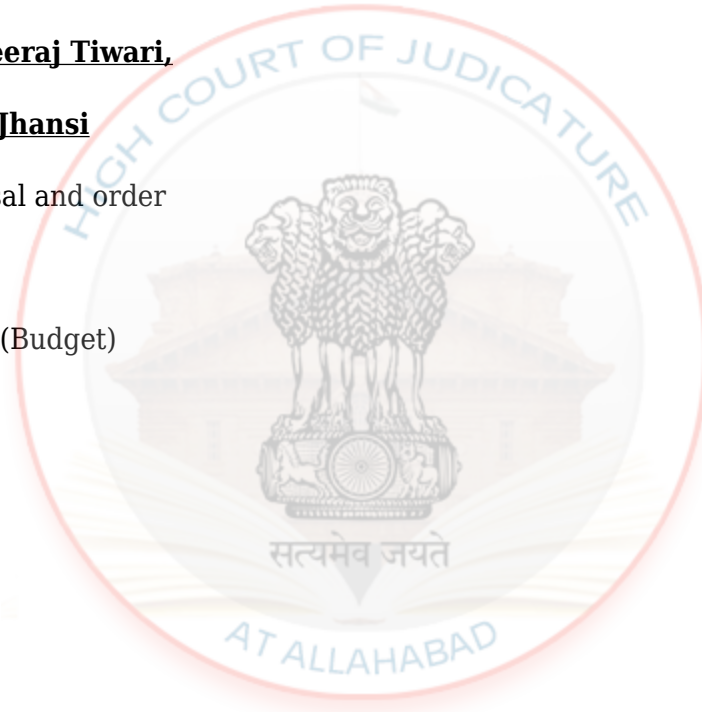 eeraj Tiwari,
HIGH COURT OF JUDICATURE
Jhansi
al and order
(Budget)
सत्यमेव जयते
AT ALLAHABAD